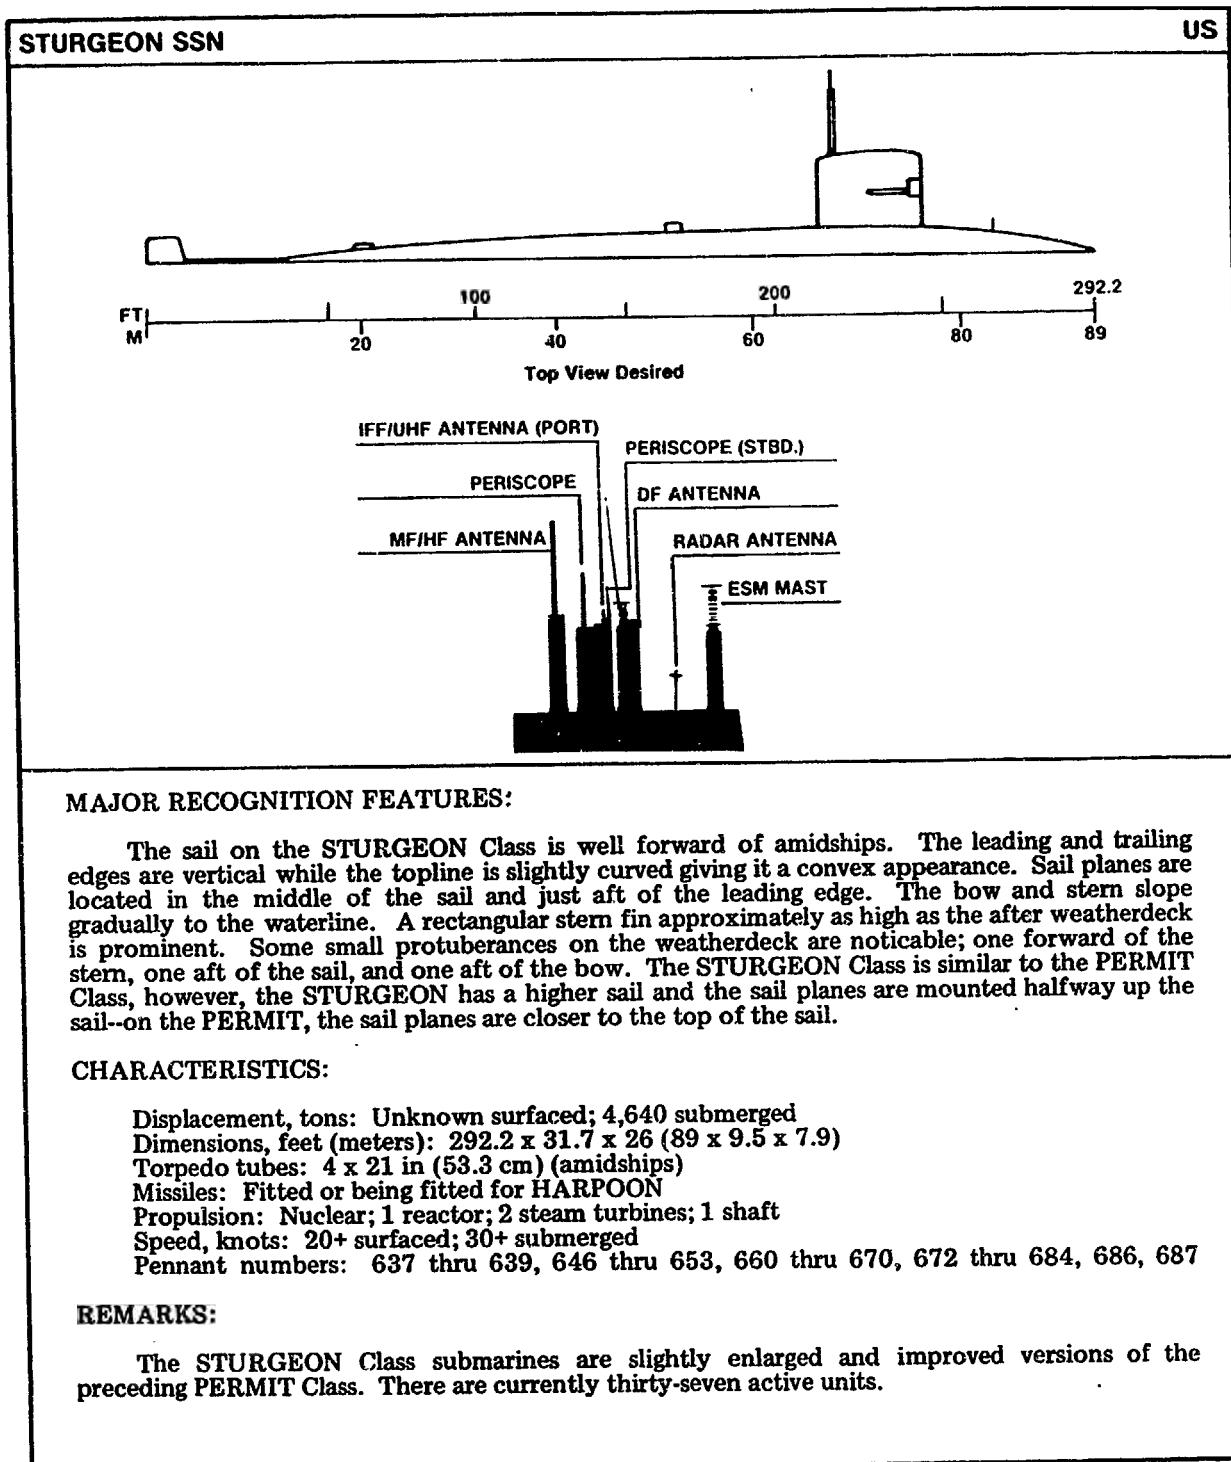 STURGEON SSN
US
FT
100
200
292.2
M
20
40
60
80
89
Top View Desired
IFF/UHF ANTENNA (PORT)
PERISCOPE (STBD.)
PERISCOPE
DF ANTENNA
MF/HF ANTENNA
RADAR ANTENNA
ESM MAST
MAJOR RECOGNITION FEATURES:
The sail on the STURGEON Class is well forward of amidships. The leading and trailing
edges are vertical while the topline is slightly curved giving it a convex appearance. Sail planes are
located in the middle of the sail and just aft of the leading edge. The bow and stern slope
gradually to the waterline. A rectangular stern fin approximately as high as the after weatherdeck
is prominent. Some small protuberances on the weatherdeck are noticable; one forward of the
stern, one aft of the sail, and one aft of the bow. The STURGEON Class is similar to the PERMIT
Class, however, the STURGEON has a higher sail and the sail planes are mounted halfway up the
sail--on the PERMIT, the sail planes are closer to the top of the sail.
CHARACTERISTICS:
Displacement, tons: Unknown surfaced; 4,640 submerged
Dimensions, feet (meters): 292.2 x 31.7 x 26 (89 x 9.5 x 7.9)
Torpedo tubes: 4 x 21 in (53.3 cm) (amidships)
Missiles: Fitted or being fitted for HARPOON
Propulsion: Nuclear; 1 reactor; 2 steam turbines; 1 shaft
Speed, knots: 20+ surfaced; 30+ submerged
Pennant numbers: 637 thru 639, 646 thru 653, 660 thru 670, 672 thru 684, 686, 687
REMARKS:
The STURGEON Class submarines are slightly enlarged and improved versions of the
preceding PERMIT Class. There are currently thirty-seven active units.